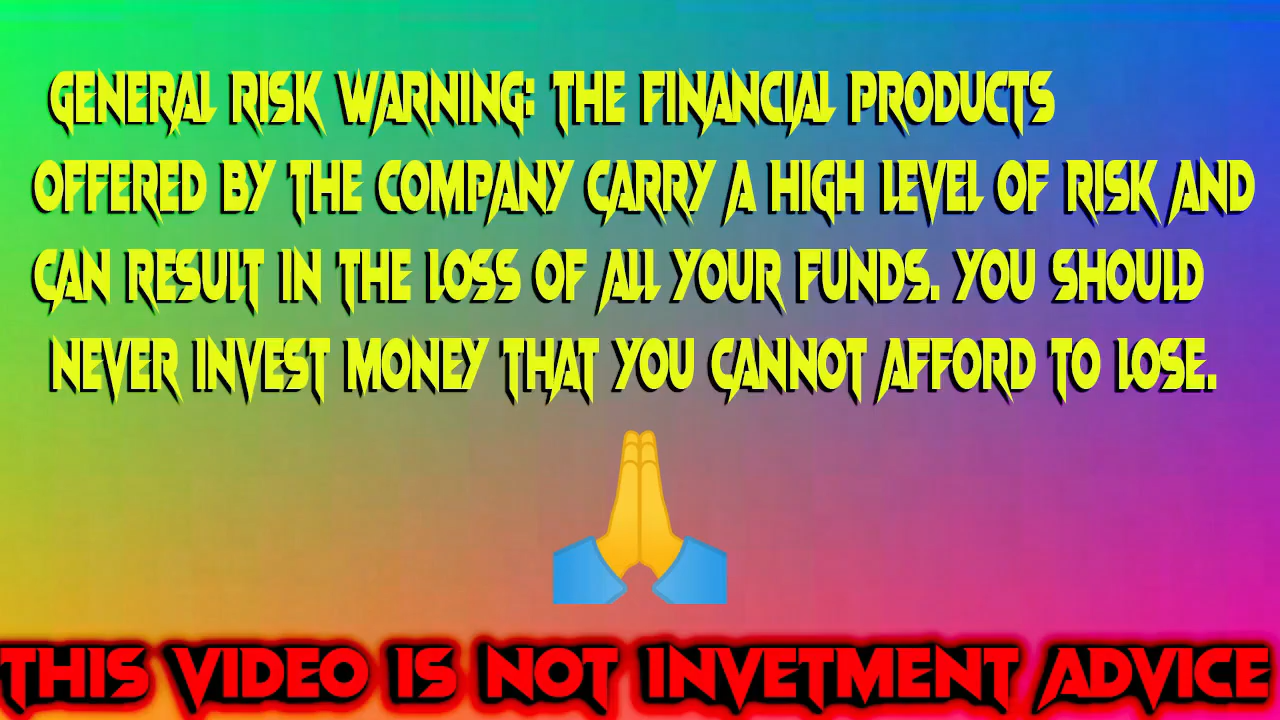 GENERAL RISK WARNING: THE FINANCIAL PRODUCTS
OFFERED BY THE COMPANY CARRY A HIGH LEVEL OF RISK AND
CAN RESULT IN THE LOSS OF ALL YOUR FUNDS. YOU SHOULD
NEVER INVEST MONEY THAT YOU CANNOT AFFORD TO LOSE.
THIS VIDEO IS NOT INVETMENT ADVICE